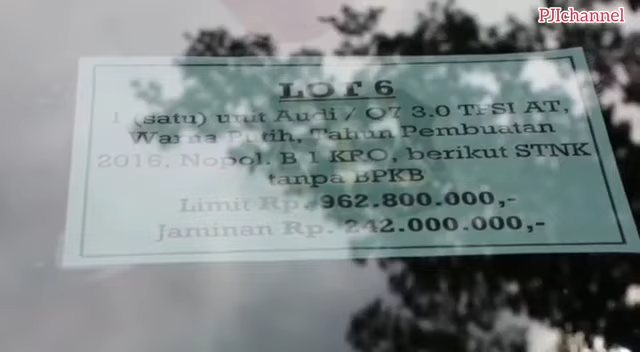 PJIchannel
LOT 6
1 (satu) unit Audi / Q7 3.0 TFSI AT,
Warna Putih, Tahun Pembuatan
2016, Nopol. B 1 KRO, berikut STNK
tanpa BPKB
Limit Rp. 962.800.000,-
Jaminan Rp. 242.000.000,-